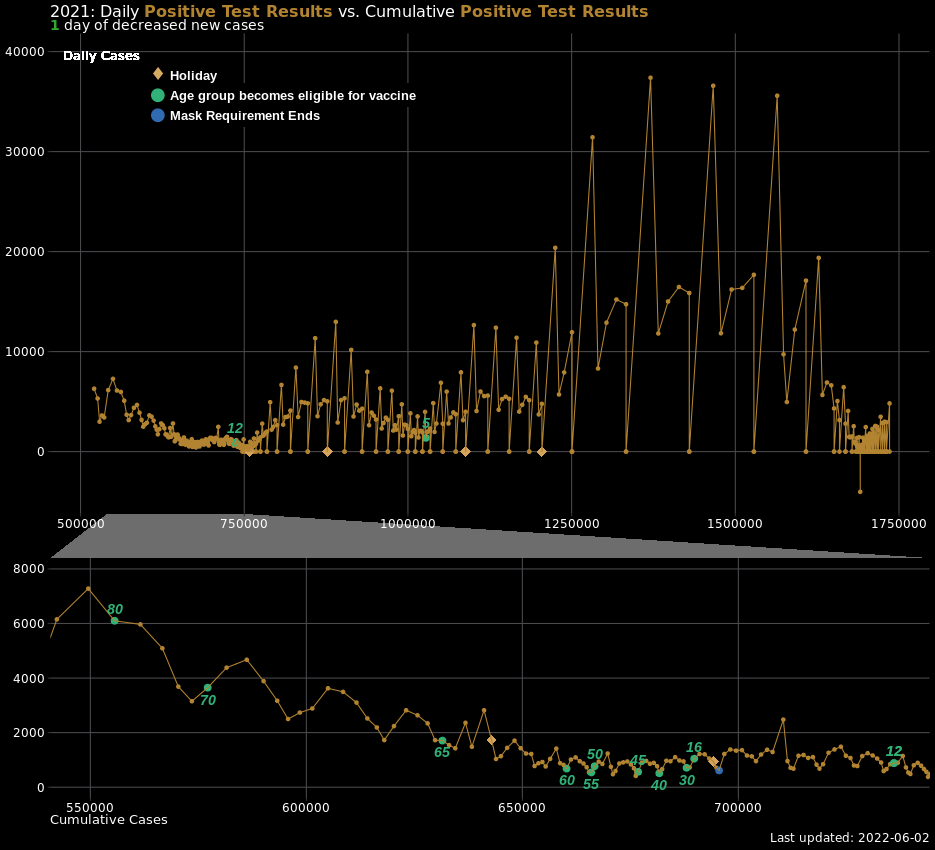 2021: Daily Positive Test Results vs. Cumulative Positive Test Results
1 day of decreased new cases
40000
Daily Cases
Holiday
Age group becomes eligible for vaccine
Mask Requirement Ends
30000
20000
10000
12
5
0
500000 750000 1000000 1250000 1500000 1750000
8000
80
6000
70
4000
2000
65
60
55
50
45
40
30
16
12
0
550000 600000 650000 700000
Cumulative Cases
Last updated: 2022-06-02